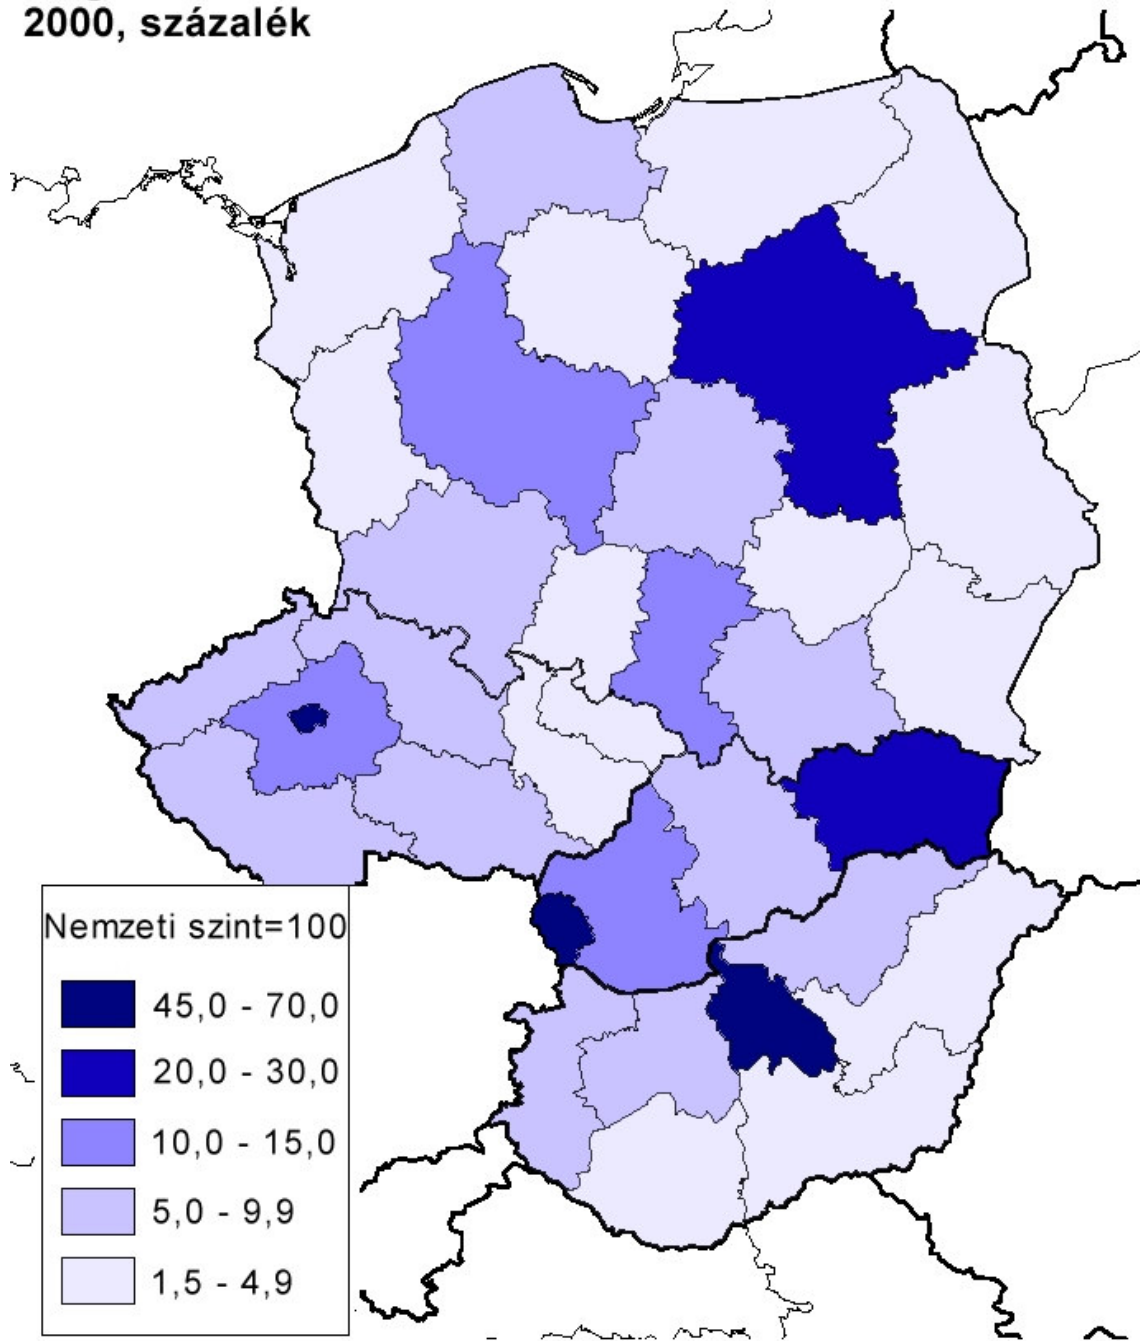 2000, százalék
Nemzeti szint=100
45,0 - 70,0
20,0 - 30,0
10,0 - 15,0
5,0 - 9,9
1,5 - 4,9